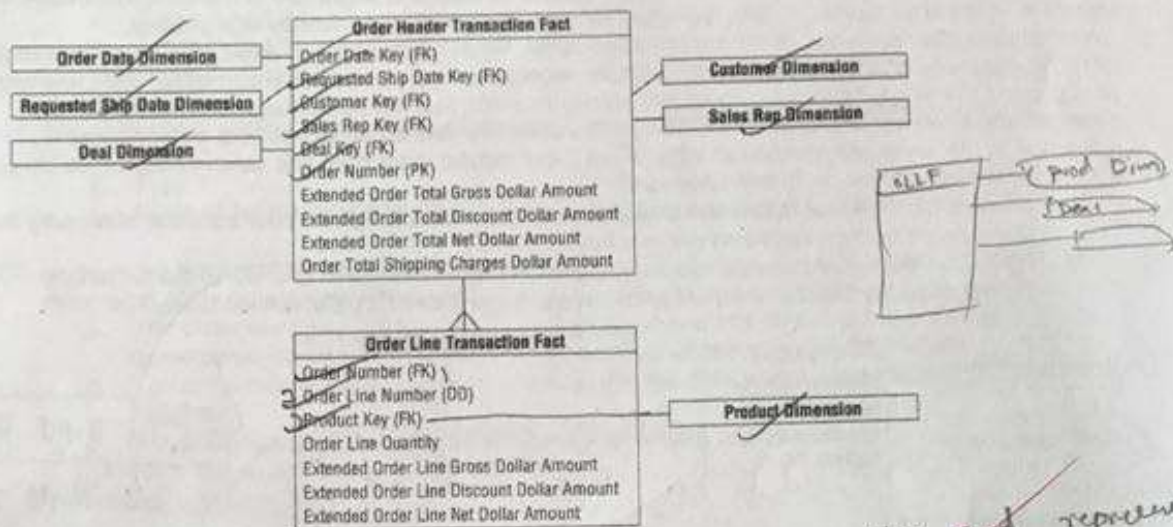 Order Header Transaction Fact
Order Date Key (FK)
Requested Ship Date Key (FK)
Customer Key (FK)
Sales Rep Key (FK)
Deal Key (FK)
Order Number (PK)
Extended Order Total Gross Dollar Amount
Extended Order Total Discount Dollar Amount
Extended Order Total Net Dollar Amount
Order Total Shipping Charges Dollar Amount
Order Date Dimension
Requested Ship Date Dimension
Deal Dimension
Customer Dimension
Sales Rep Dimension
OLLF
Prod Dim
Deal
Order Line Transaction Fact
Order Number (FK)
2 Order Line Number (DD)
Product Key (FK)
Order Line Quantity
Extended Order Line Gross Dollar Amount
Extended Order Line Discount Dollar Amount
Extended Order Line Net Dollar Amount
Product Dimension